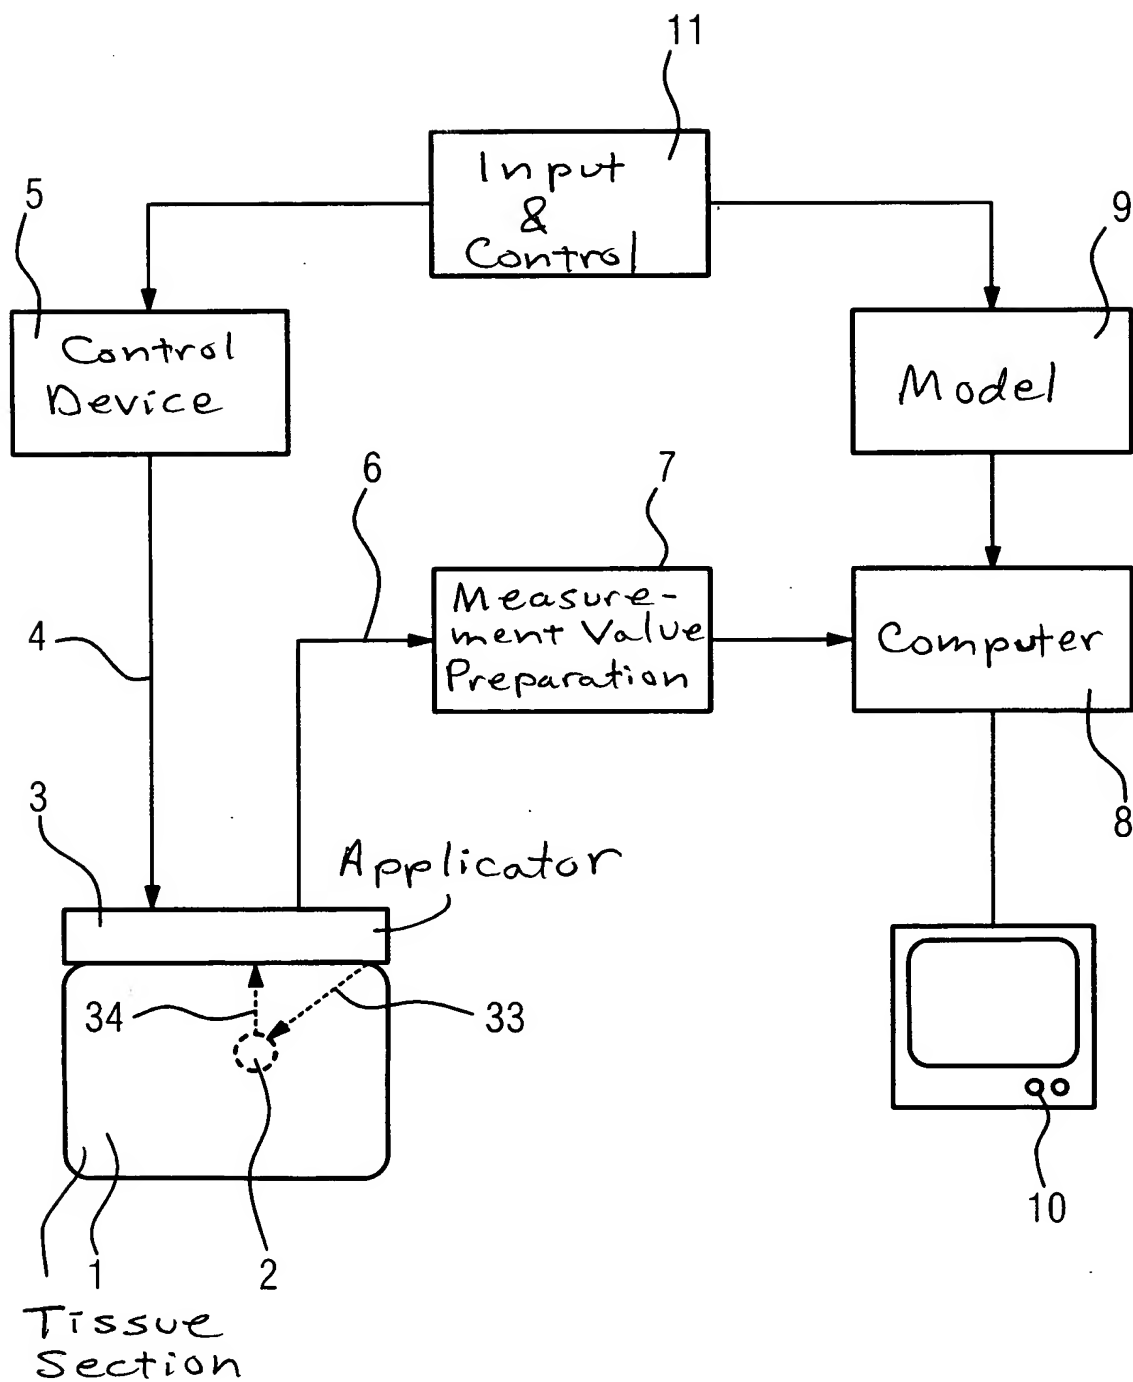 11
Input
&
Control
5
9
Control
Device
Model
6
7
Measure-
ment Value
Preparation
Computer
4
3
8
Applicator
34
33
10
1
2
Tissue
Section